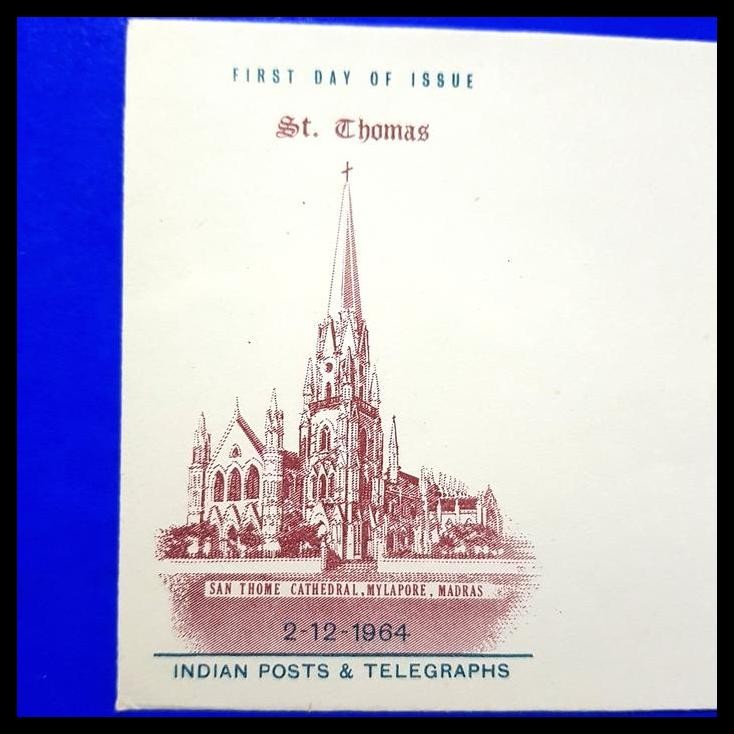 FIRST DAY OF ISSUE
St. Thomas
SAN THOME CATHEDRAL, MYLAPORE, MADRAS
2-12-1964
INDIAN POSTS & TELEGRAPHS